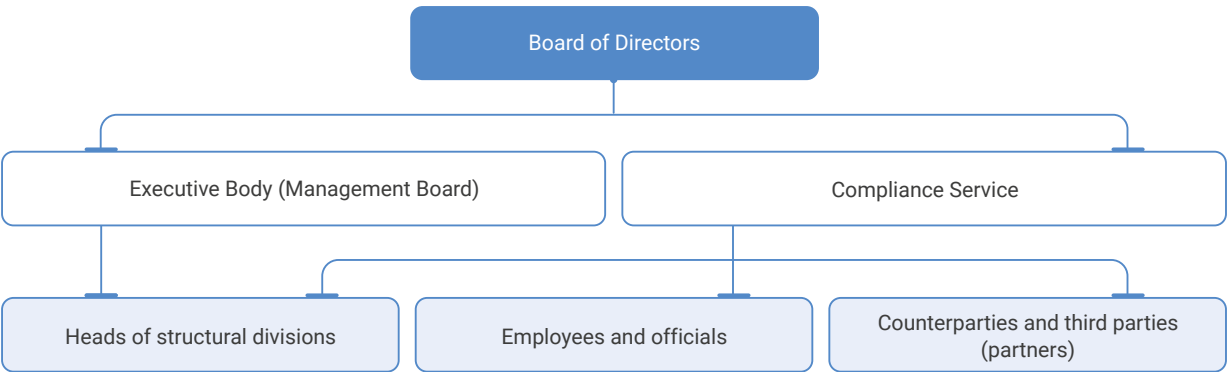 Board of Directors
Executive Body (Management Board)
Compliance Service
Heads of structural divisions
Employees and officials
Counterparties and third parties
(partners)